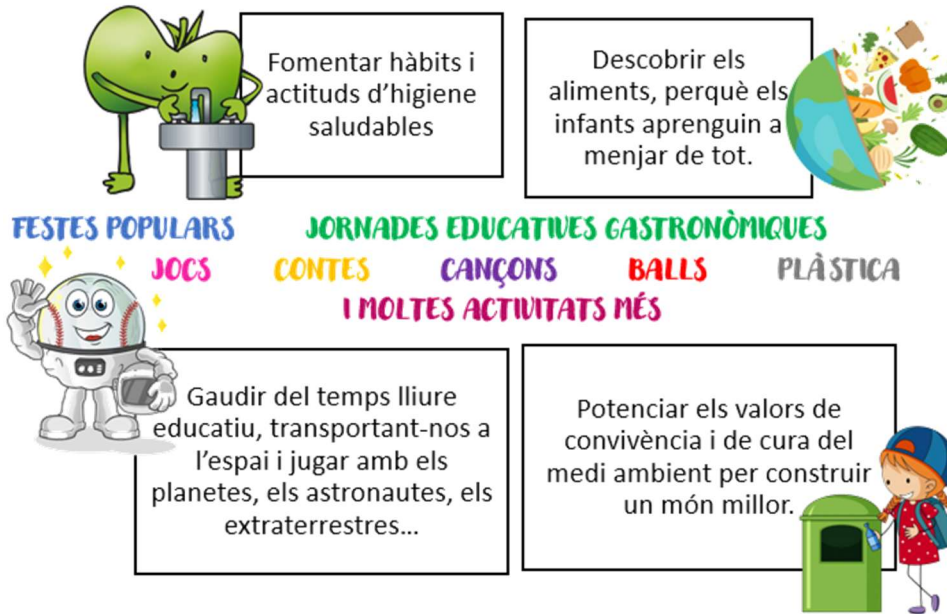 Fomentar hàbits i
actituds d’higiene
saludables
Descobrir els
aliments, perquè els
infants aprenguin a
menjar de tot.
FESTES POPULARS JORNADES EDUCATIVES GASTRONÒMIQUES
JOCS CONTES CANÇONS BALLS PLÀSTICA
I MOLTES ACTIVITATS MÉS
Gaudir del temps lliure
educatiu, transportant-nos a
l’espai i jugar amb els
planetes, els astronautes, els
extraterrestres...
Potenciar els valors de
convivència i de cura del
medi ambient per construir
un món millor.